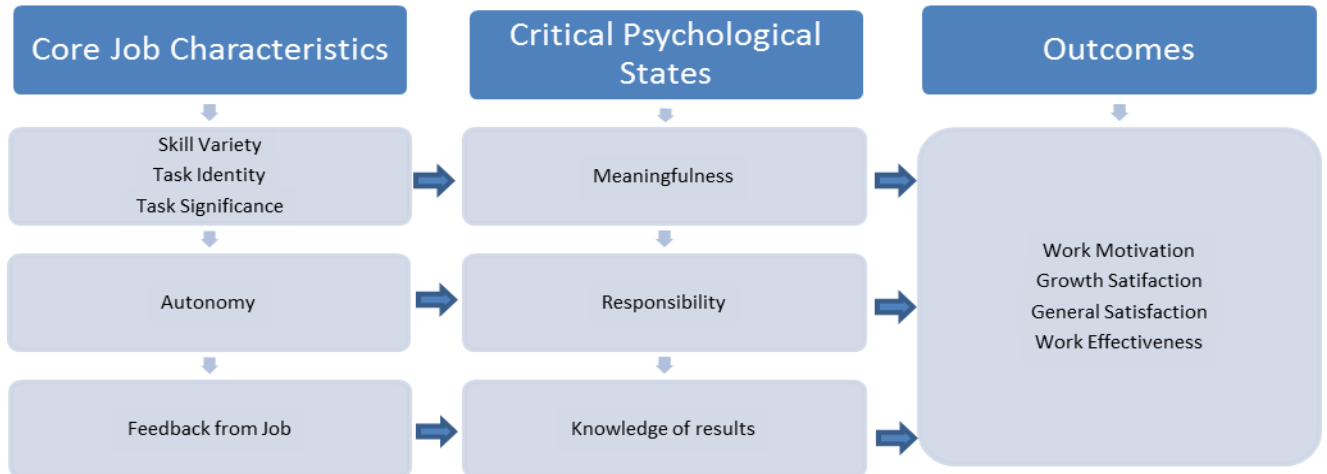 Core Job Characteristics
Critical Psychological
States
Outcomes
Skill Variety
Task Identity
Task Significance
Meaningfulness
Autonomy
Responsibility
Feedback from Job
Knowledge of results
Work Motivation
Growth Satifaction
General Satisfaction
Work Effectiveness